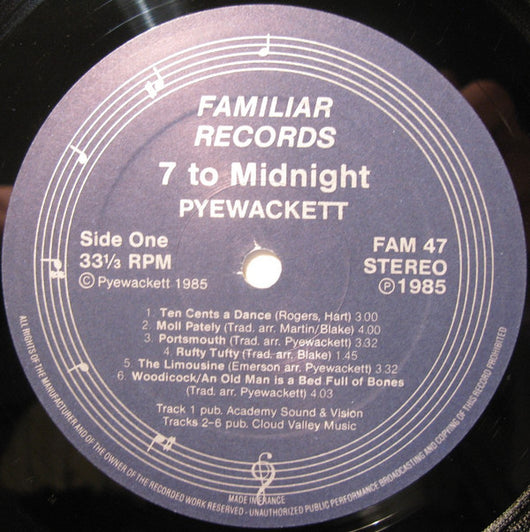 FAMILIAR
RECORDS
7 to Midnight
PYEWACKETT
Side One
33⅓ RPM
Ⓒ Pyewackett 1985
FAM 47
STEREO
Ⓟ 1985
1. Ten Cents a Dance (Rogers, Hart) 3.00
2. Moll Pately (Trad. arr. Martin/Blake) 4.00
3. Portsmouth (Trad. arr. Pyewackett) 3.32
4. Rufty Tufty (Trad. arr. Blake) 1.45
5. The Limousine (Emerson arr. Pyewackett) 3.32
6. Woodicock/An Old Man is a Bed Full of Bones
(Trad. arr. Pyewackett) 4.03
Track 1 pub. Academy Sound & Vision
Tracks 2–6 pub. Cloud Valley Music
MADE IN FRANCE
ALL RIGHTS OF THE MANUFACTURER AND OF THE OWNER OF THE RECORDED WORK RESERVED - UNAUTHORIZED PUBLIC PERFORMANCE BROADCASTING AND COPYING OF THIS RECORD PROHIBITED